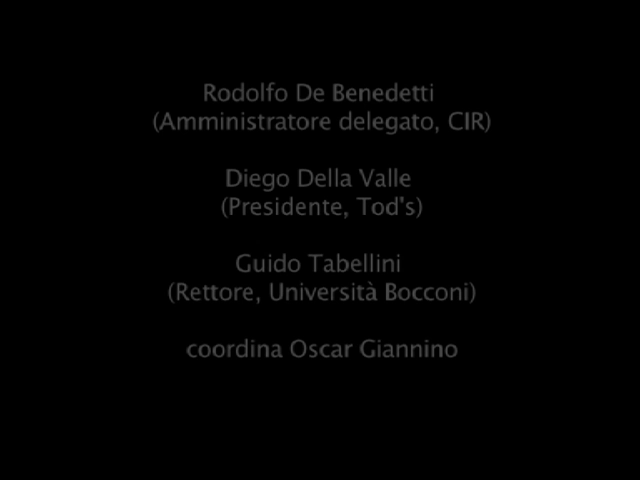 Rodolfo De Benedetti
(Amministratore delegato, CIR)
Diego Della Valle
(Presidente, Tod's)
Guido Tabellini
(Rettore, Università Bocconi)
coordina Oscar Giannino